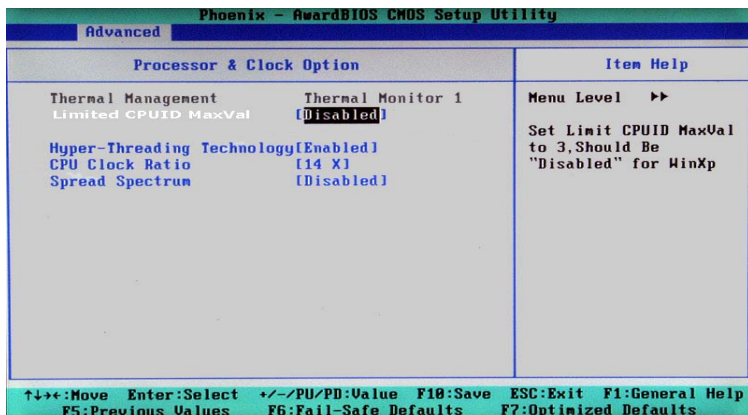 Phoenix - AwardBIOS CMOS Setup Utility
Advanced
Processor & Clock Option
Item Help
Thermal Management Thermal Monitor 1
Limited CPUID MaxVal [Disabled]
Hyper-Threading Technology[Enabled]
CPU Clock Ratio [14 X]
Spread Spectrum [Disabled]
Menu Level ▶▶
Set Limit CPUID MaxVal
to 3,Should Be
"Disabled" for WinXp
↑↓→←:Move Enter:Select +/-/PU/PD:Value F10:Save ESC:Exit F1:General Help
F5:Previous Values F6:Fail-Safe Defaults F7:Optimized Defaults